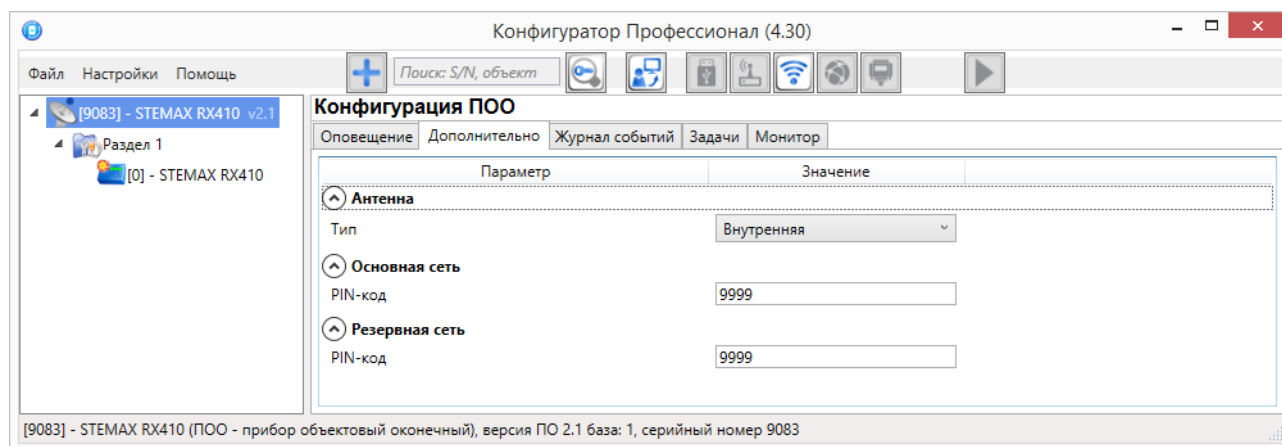 Конфигуратор Профессионал (4.30)
Файл Настройки Помощь Поиск: S/N, объект
[9083] - STEMAX RX410 v2.1
Раздел 1
[0] - STEMAX RX410
Конфигурация ПОО
Оповещение Дополнительно Журнал событий Задачи Монитор
Параметр Значение
Антенна
Тип Внутренняя
Основная сеть
PIN-код 9999
Резервная сеть
PIN-код 9999
[9083] - STEMAX RX410 (ПОО - прибор объектовый оконечный), версия ПО 2.1 база: 1, серийный номер 9083